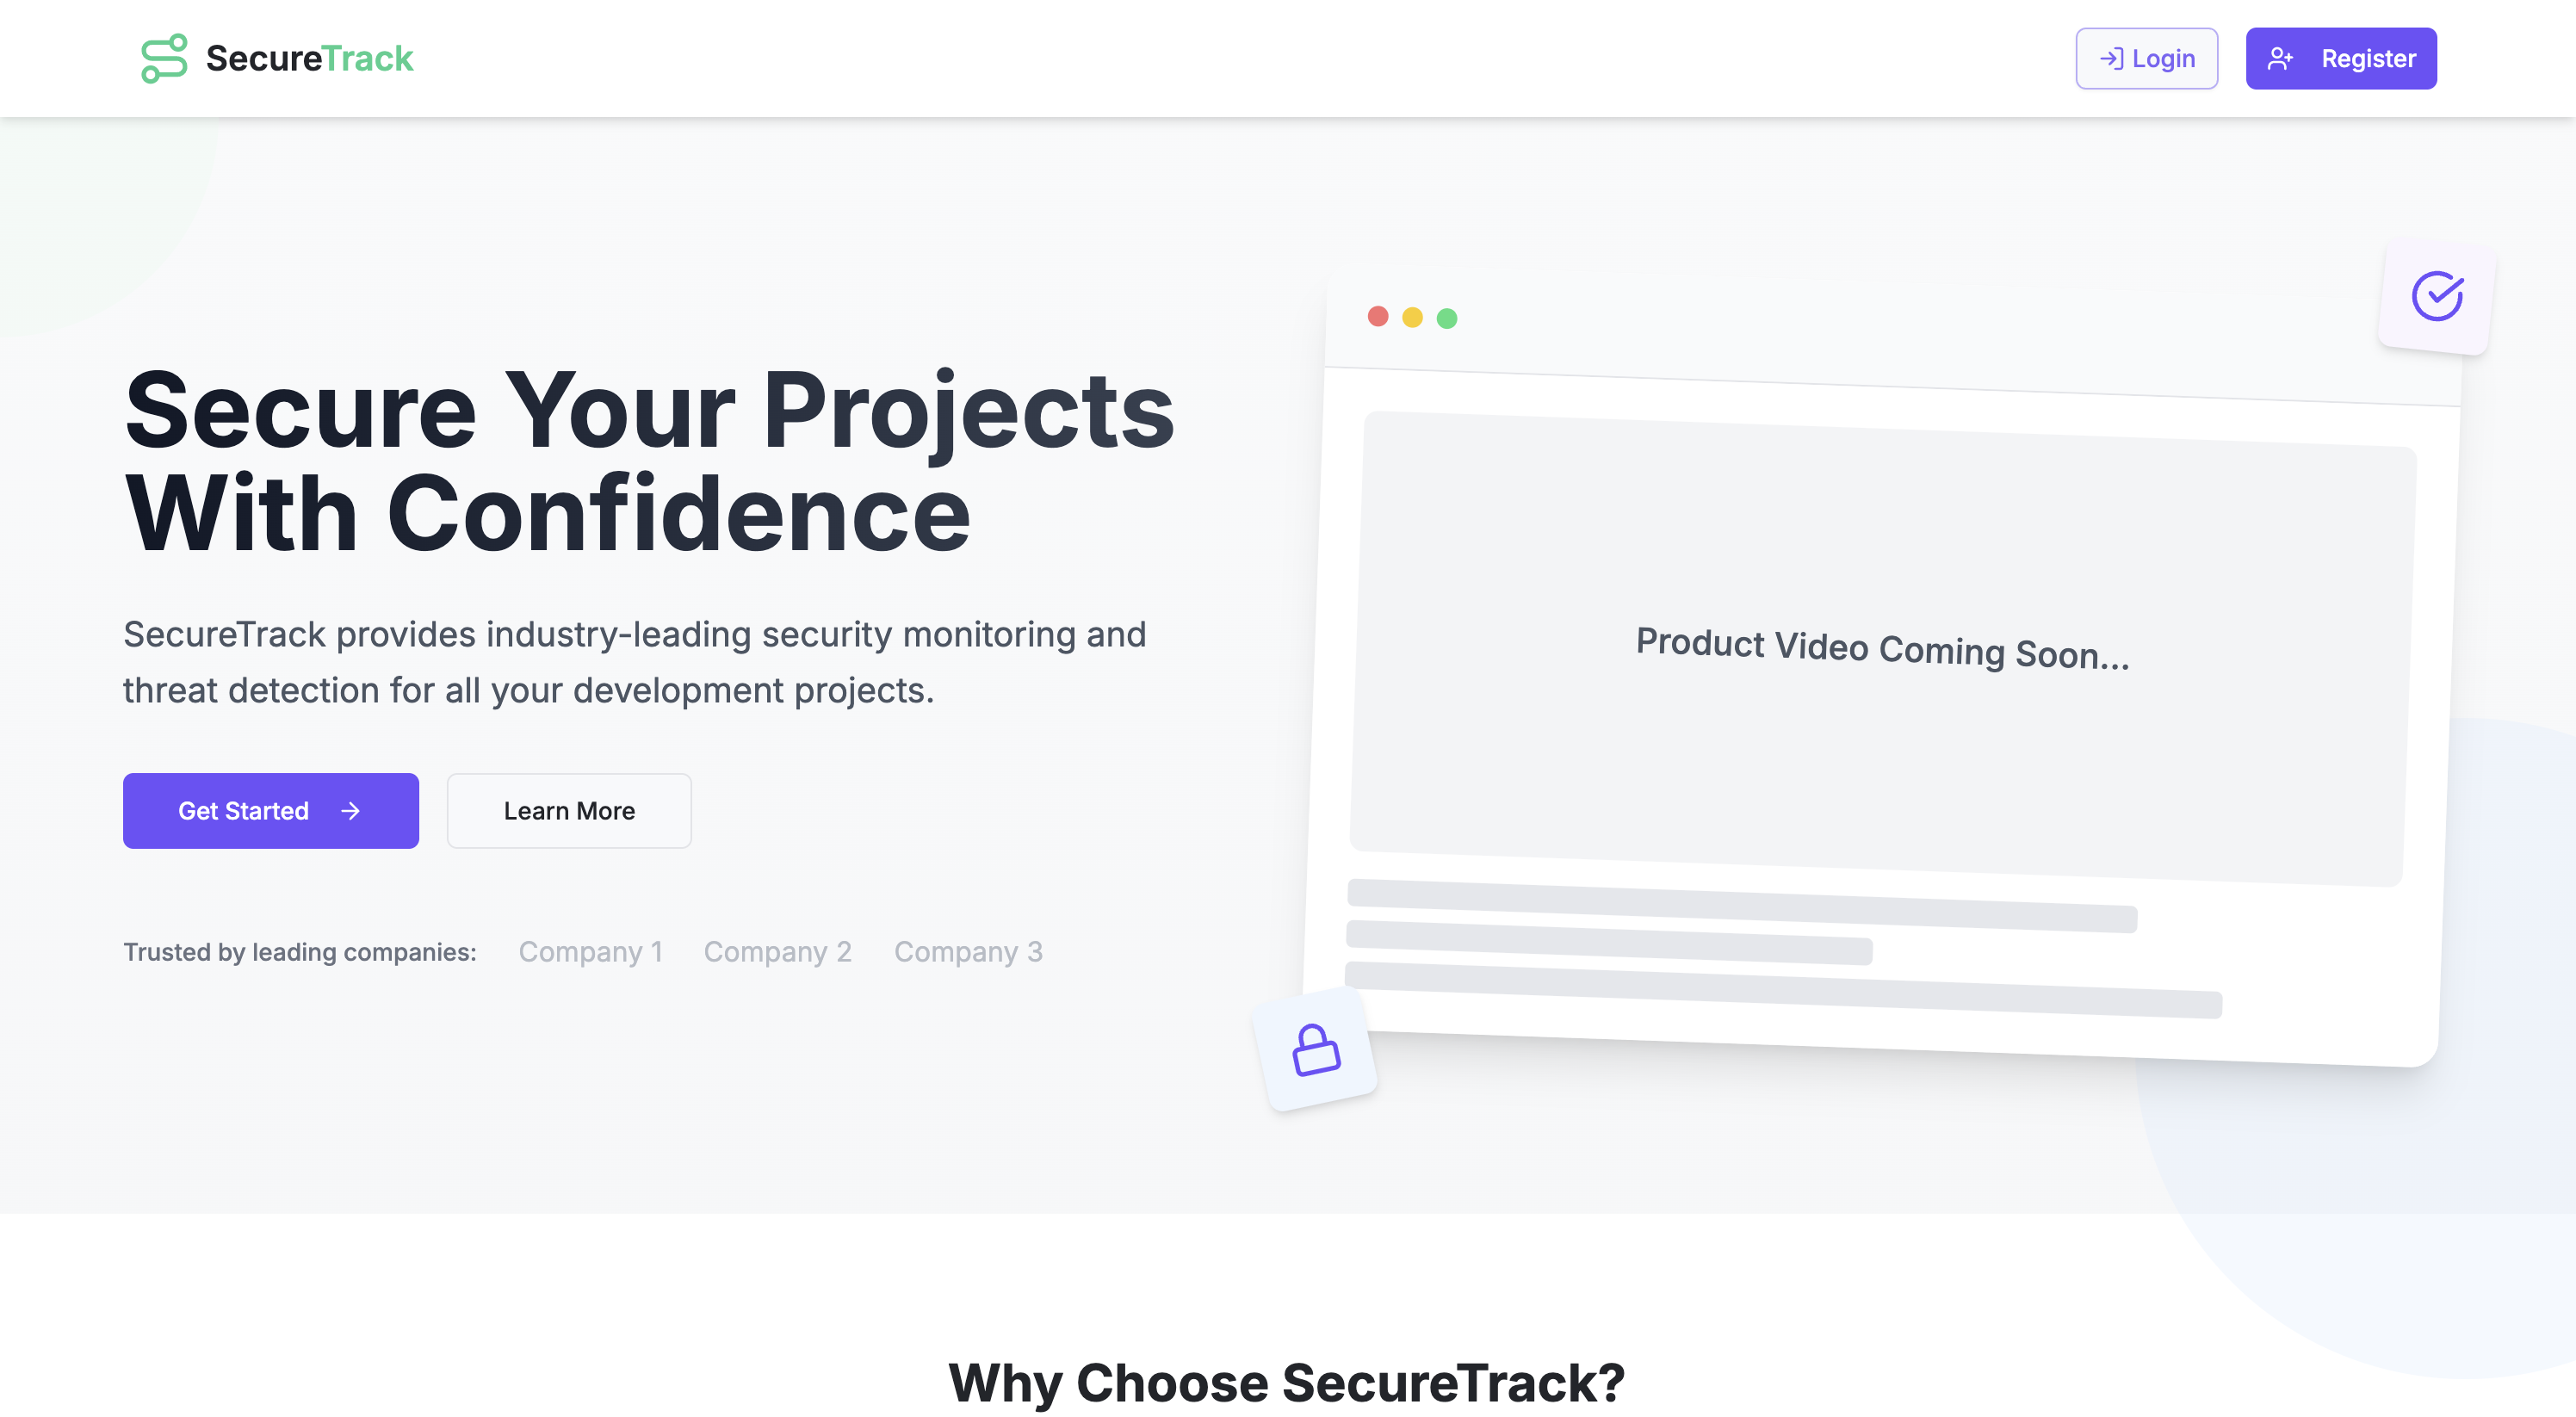 SecureTrack
Login
Register
Secure Your Projects
With Confidence
SecureTrack provides industry-leading security monitoring and
threat detection for all your development projects.
Get Started
Learn More
Trusted by leading companies: Company 1 Company 2 Company 3
Product Video Coming Soon...
Why Choose SecureTrack?